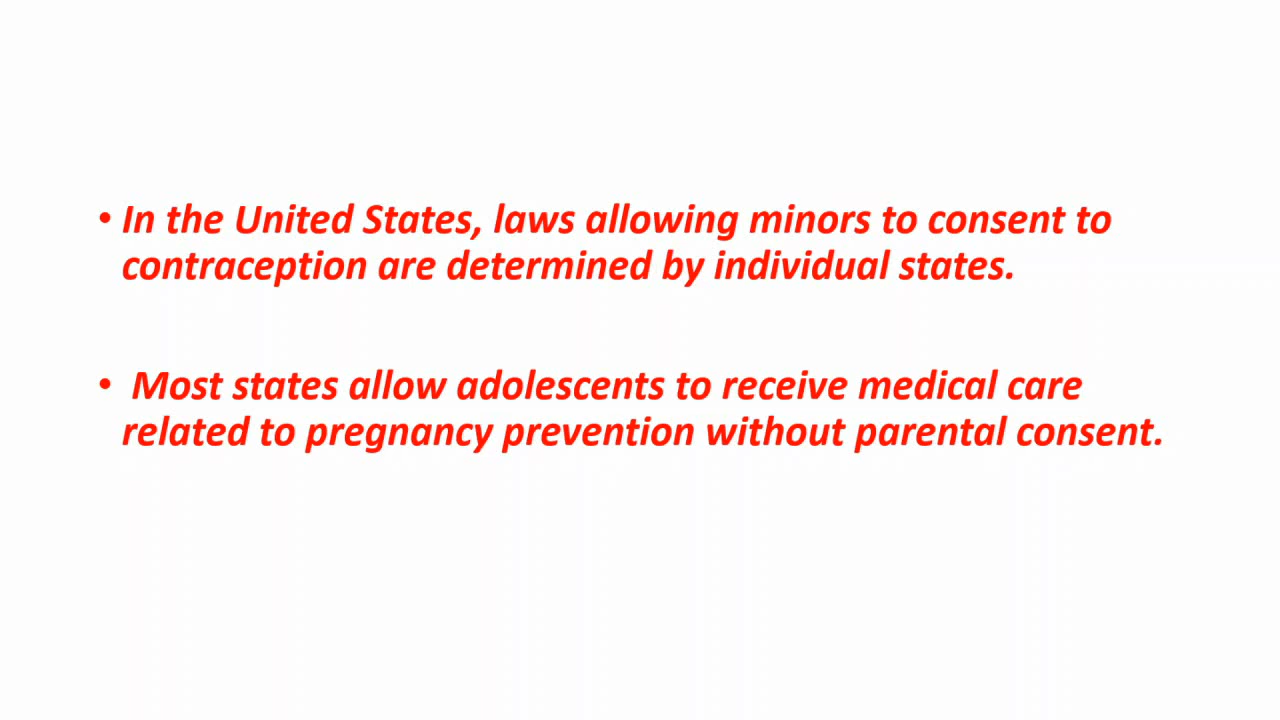 • In the United States, laws allowing minors to consent to
contraception are determined by individual states.
• Most states allow adolescents to receive medical care
related to pregnancy prevention without parental consent.